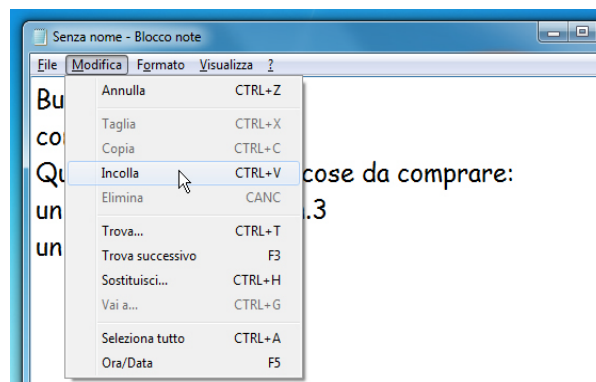 Senza nome - Blocco note
File Modifica Formato Visualizza ?
Annulla CTRL+Z
Taglia CTRL+X
Copia CTRL+C
Incolla CTRL+V
Elimina CANC
Trova... CTRL+T
Trova successivo F3
Sostituisci... CTRL+H
Vai a... CTRL+G
Seleziona tutto CTRL+A
Ora/Data F5
Bu
co
Qu cose da comprare:
un .3
un